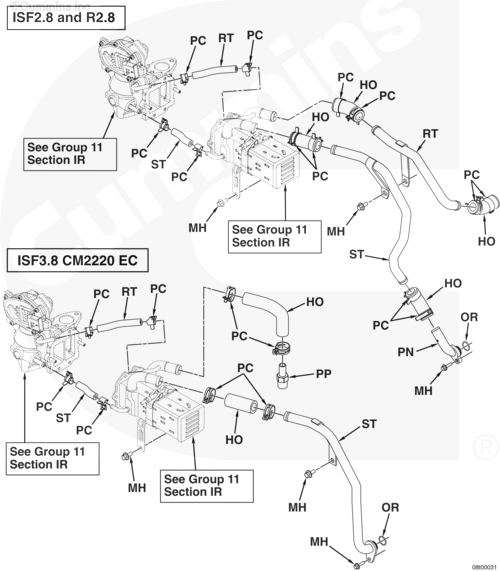 ©Cummins Inc.
ISF2.8 and R2.8
PC
RT
PC
PC
HO
PC
HO
RT
See Group 11
Section IR
PC
ST
PC
PC
PC
MH
See Group 11
Section IR
MH
HO
ST
ISF3.8 CM2220 EC
PC
RT
PC
PC
HO
HO
PC
OR
PC
PN
PC
PP
MH
PC
ST
PC
HO
ST
See Group 11
Section IR
MH
See Group 11
Section IR
MH
OR
MH
Cummins
®
08t00031